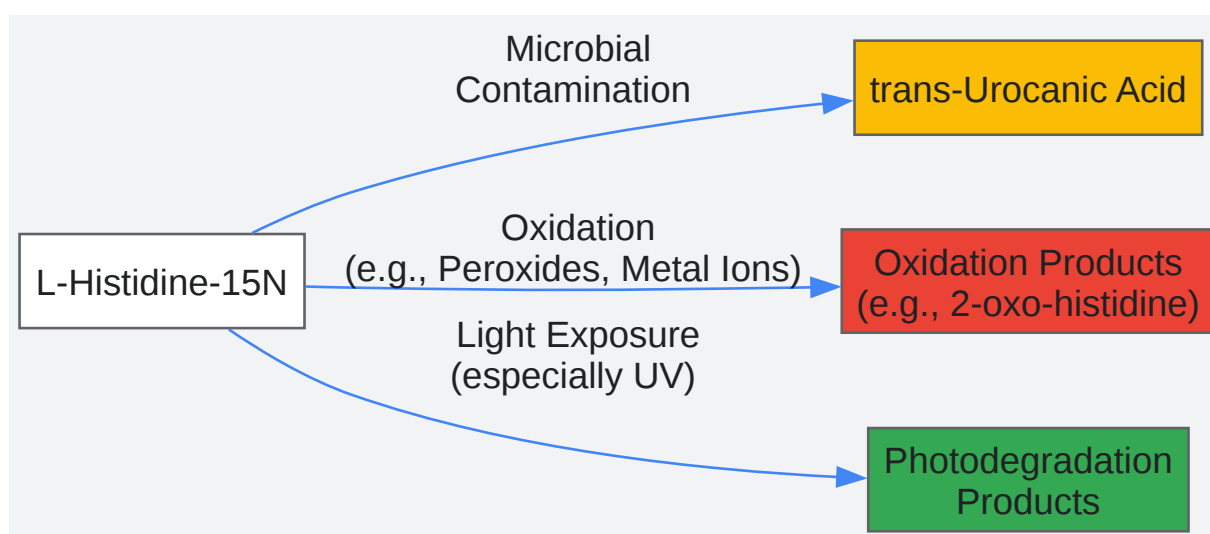 Microbial
Contamination
trans-Urocanic Acid
L-Histidine-15N
Oxidation
(e.g., Peroxides, Metal Ions)
Oxidation Products
(e.g., 2-oxo-histidine)
Light Exposure
(especially UV)
Photodegradation
Products